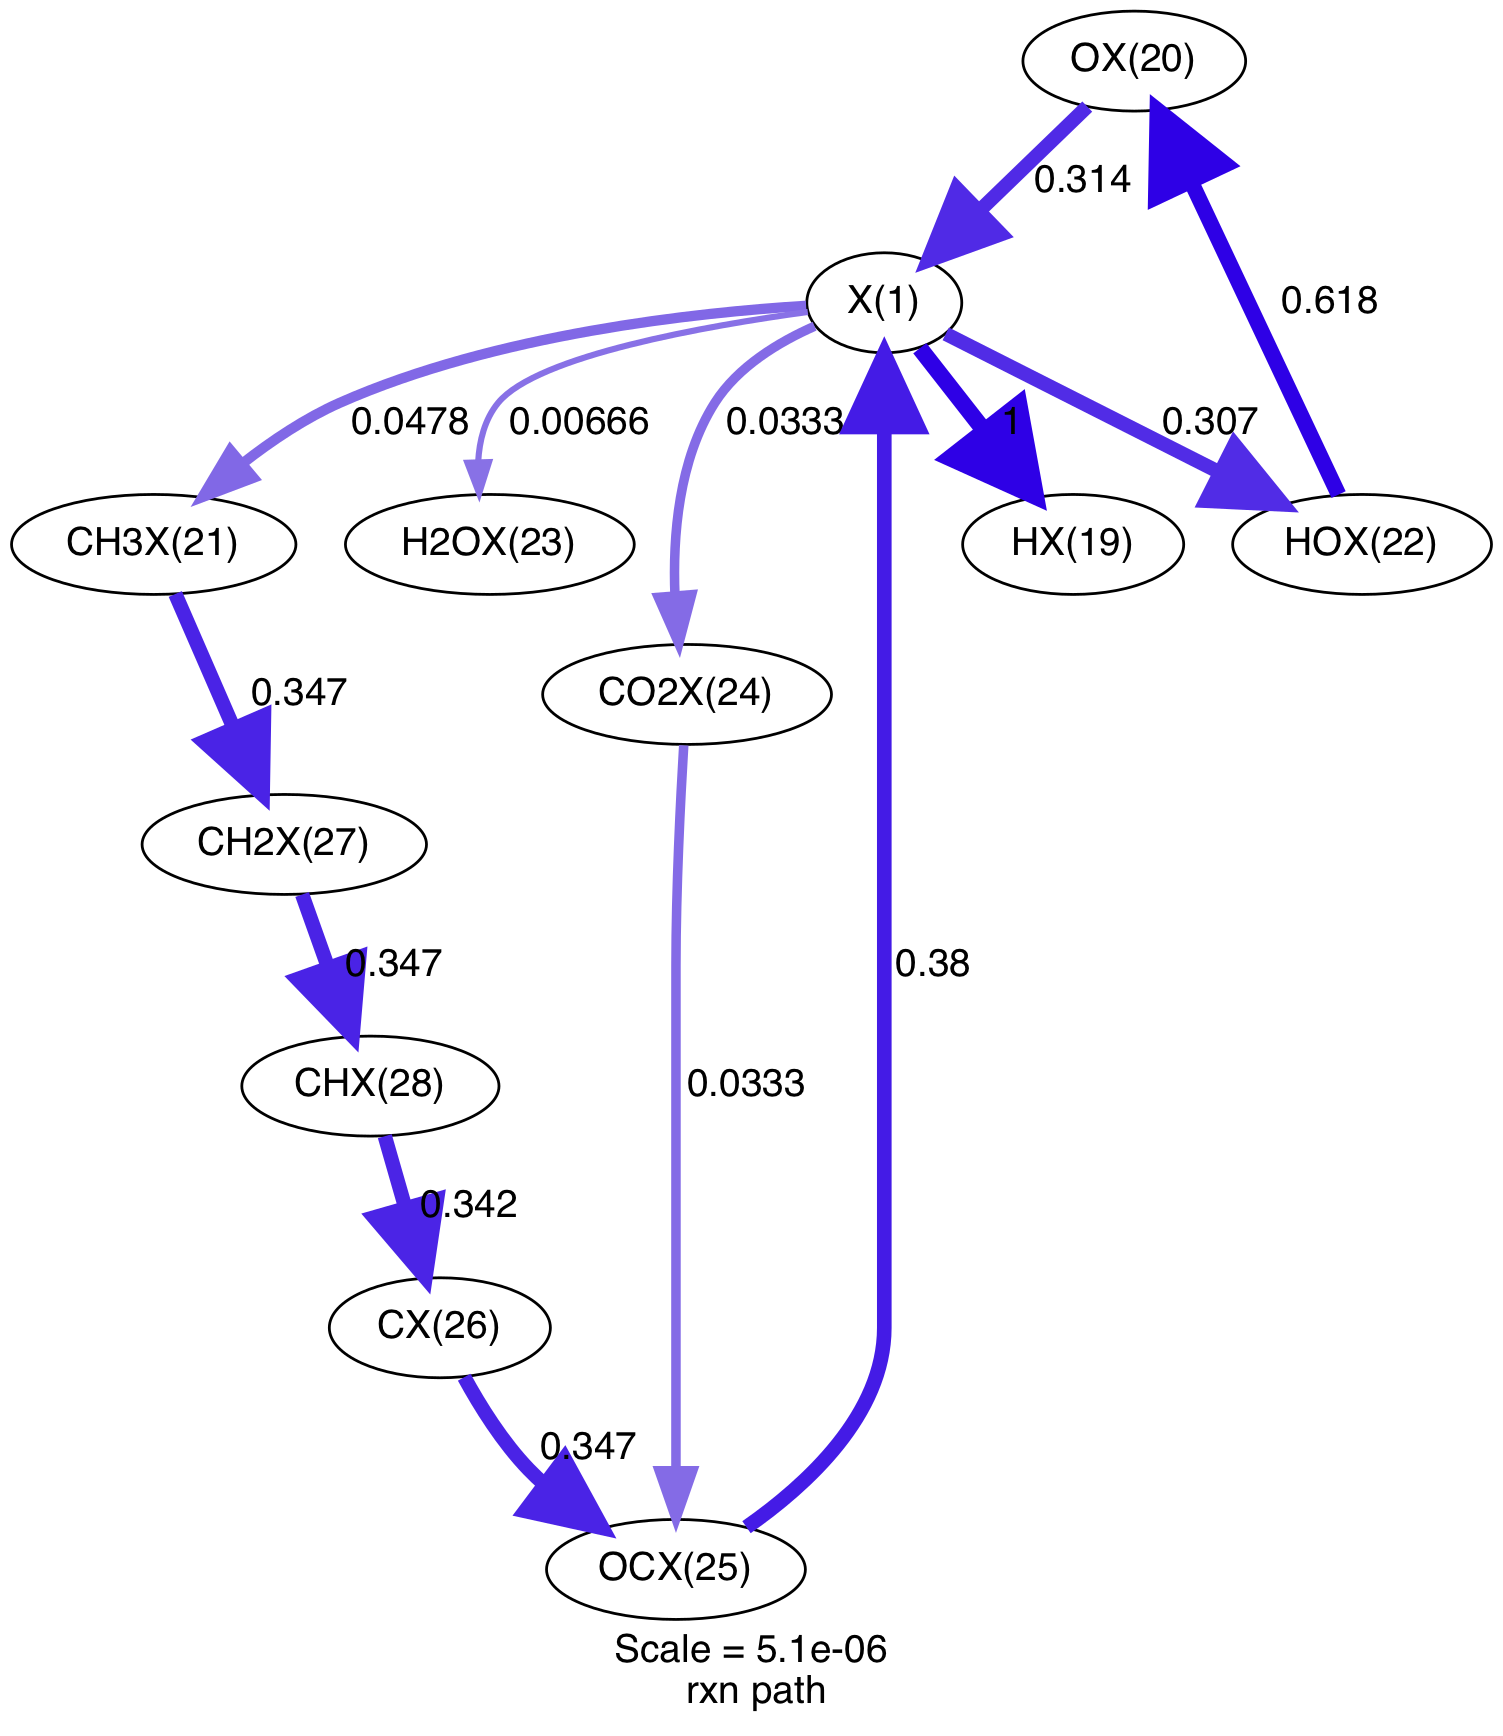 OX(20)
0.314
X(1)
0.618
0.0478
0.00666
0.0333
1
0.307
CH3X(21)
H2OX(23)
HX(19)
HOX(22)
0.347
CO2X(24)
CH2X(27)
0.347
0.38
CHX(28)
0.0333
0.342
CX(26)
0.347
OCX(25)
Scale = 5.1e-06
rxn path